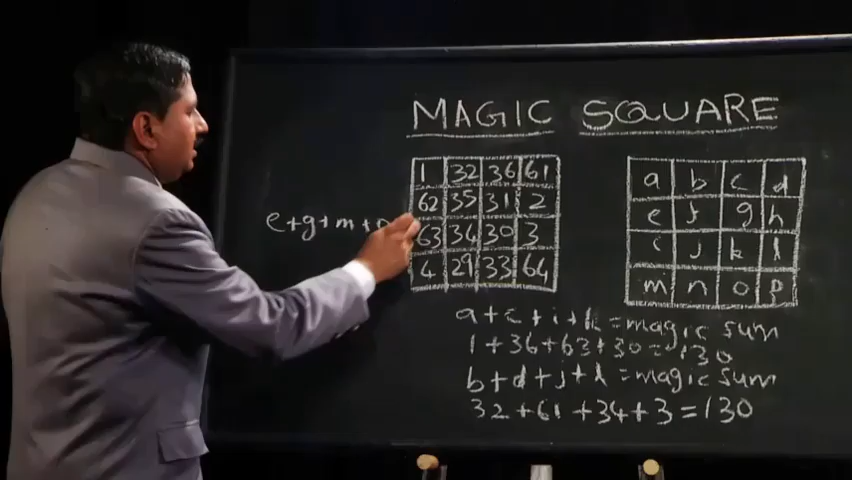 MAGIC SQUARE
1 32 36 61
62 35 31 2
63 34 30 3
4 29 33 64
a b c d
e f g h
i j k l
m n o p
e+g+m+
a+c+i+k=magic sum
1+36+63+30=130
b+d+j+l=magic sum
32+61+34+3=130